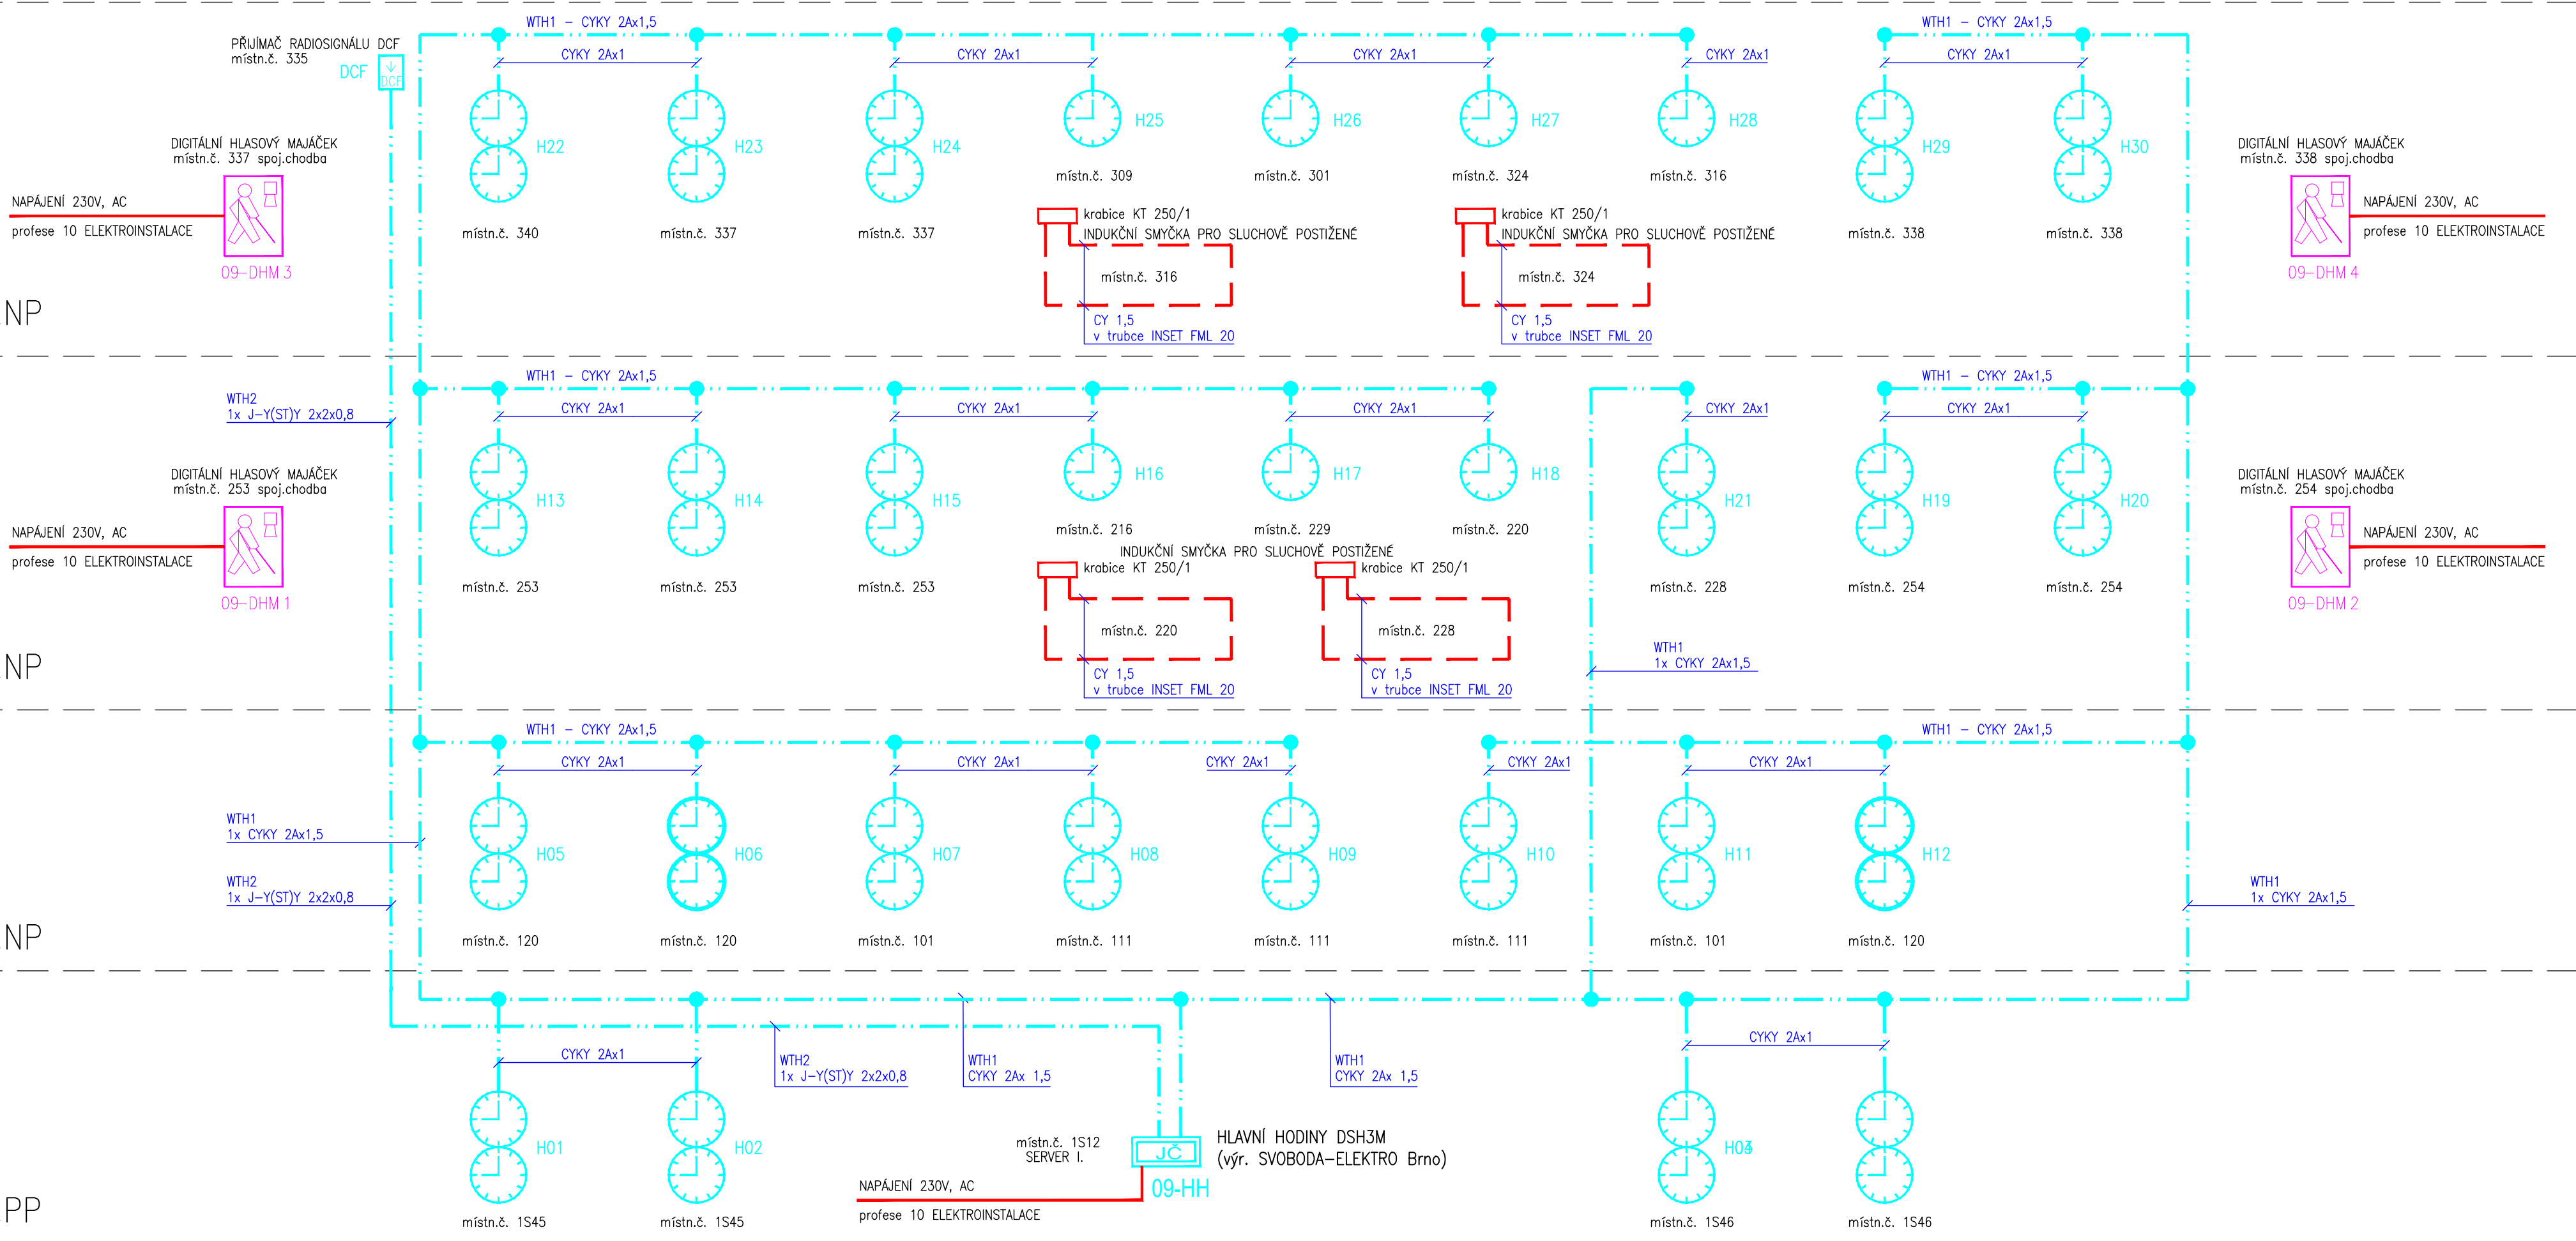 WTH1 – CYKY 2Ax1,5
WTH1 – CYKY 2Ax1,5
PŘIJÍMAČ RADIOSIGNÁLU DCF
místn.č. 335
DCF
DCF
CYKY 2Ax1
CYKY 2Ax1
CYKY 2Ax1
CYKY 2Ax1
CYKY 2Ax1
H22
H23
H24
H25
H26
H27
H28
H29
H30
místn.č. 309
místn.č. 301
místn.č. 324
místn.č. 316
místn.č. 340
místn.č. 337
místn.č. 337
místn.č. 338
místn.č. 338
DIGITÁLNÍ HLASOVÝ MAJÁČEK
místn.č. 337 spoj.chodba
NAPÁJENÍ 230V, AC
profese 10 ELEKTROINSTALACE
09–DHM 3
DIGITÁLNÍ HLASOVÝ MAJÁČEK
místn.č. 338 spoj.chodba
NAPÁJENÍ 230V, AC
profese 10 ELEKTROINSTALACE
09–DHM 4
krabice KT 250/1
INDUKČNÍ SMYČKA PRO SLUCHOVĚ POSTIŽENÉ
místn.č. 316
CY 1,5
v trubce INSET FML 20
krabice KT 250/1
INDUKČNÍ SMYČKA PRO SLUCHOVĚ POSTIŽENÉ
místn.č. 324
CY 1,5
v trubce INSET FML 20
NP
WTH1 – CYKY 2Ax1,5
WTH1 – CYKY 2Ax1,5
WTH2
1x J–Y(ST)Y 2x2x0,8
CYKY 2Ax1
CYKY 2Ax1
CYKY 2Ax1
CYKY 2Ax1
CYKY 2Ax1
H13
H14
H15
H16
H17
H18
H21
H19
H20
místn.č. 216
místn.č. 229
místn.č. 220
místn.č. 253
místn.č. 253
místn.č. 253
místn.č. 228
místn.č. 254
místn.č. 254
DIGITÁLNÍ HLASOVÝ MAJÁČEK
místn.č. 253 spoj.chodba
NAPÁJENÍ 230V, AC
profese 10 ELEKTROINSTALACE
09–DHM 1
DIGITÁLNÍ HLASOVÝ MAJÁČEK
místn.č. 254 spoj.chodba
NAPÁJENÍ 230V, AC
profese 10 ELEKTROINSTALACE
09–DHM 2
INDUKČNÍ SMYČKA PRO SLUCHOVĚ POSTIŽENÉ
krabice KT 250/1
místn.č. 220
CY 1,5
v trubce INSET FML 20
krabice KT 250/1
místn.č. 228
CY 1,5
v trubce INSET FML 20
WTH1
1x CYKY 2Ax1,5
NP
WTH1 – CYKY 2Ax1,5
WTH1 – CYKY 2Ax1,5
CYKY 2Ax1
CYKY 2Ax1
CYKY 2Ax1
CYKY 2Ax1
CYKY 2Ax1
WTH1
1x CYKY 2Ax1,5
WTH2
1x J–Y(ST)Y 2x2x0,8
H05
H06
H07
H08
H09
H10
H11
H12
WTH1
1x CYKY 2Ax1,5
místn.č. 120
místn.č. 120
místn.č. 101
místn.č. 111
místn.č. 111
místn.č. 111
místn.č. 101
místn.č. 120
NP
CYKY 2Ax1
CYKY 2Ax1
WTH2
1x J–Y(ST)Y 2x2x0,8
WTH1
CYKY 2Ax 1,5
WTH1
CYKY 2Ax 1,5
H01
H02
místn.č. 1S12
SERVER I.
JČ
HLAVNÍ HODINY DSH3M
(výr. SVOBODA–ELEKTRO Brno)
09-HH
NAPÁJENÍ 230V, AC
profese 10 ELEKTROINSTALACE
místn.č. 1S45
místn.č. 1S45
místn.č. 1S46
místn.č. 1S46
PP